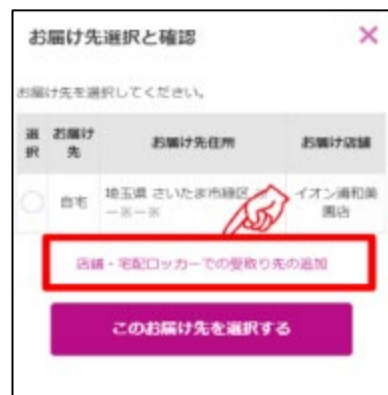 お届け先選択と確認
×
お届け先を選択してください。
選択 お届け先 お届け先住所 お届け店舗
自宅 埼玉県 さいたま市緑区
ー※ー※ イオン浦和美園店
店舗・宅配ロッカーでの受取り先の追加
このお届け先を選択する